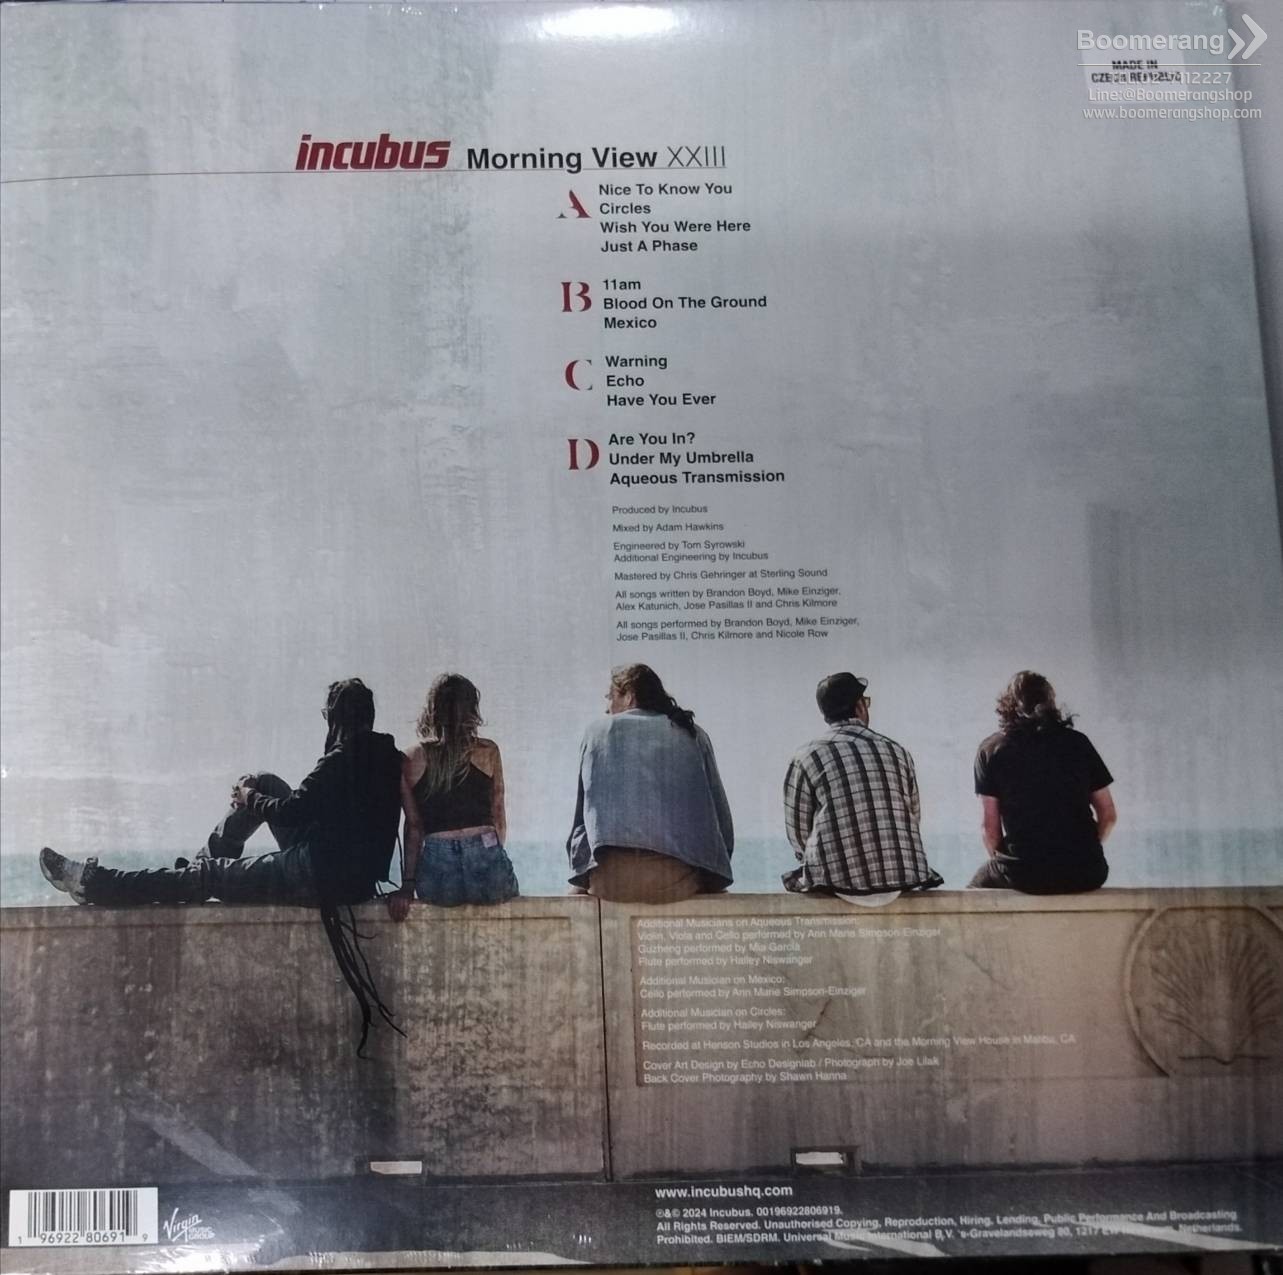 Boomerang
MADE IN
CZECH REPUBLIC
Line:@Boomerangshop
www.boomerangshop.com
incubus Morning View XXIII
A
Nice To Know You
Circles
Wish You Were Here
Just A Phase
B
11am
Blood On The Ground
Mexico
C
Warning
Echo
Have You Ever
D
Are You In?
Under My Umbrella
Aqueous Transmission
Produced by Incubus
Mixed by Adam Hawkins
Engineered by Tom Syrowski
Additional Engineering by Incubus
Mastered by Chris Gehringer at Sterling Sound
All songs written by Brandon Boyd, Mike Einziger,
Alex Katunich, Jose Pasillas II and Chris Kilmore
All songs performed by Brandon Boyd, Mike Einziger,
Jose Pasillas II, Chris Kilmore and Nicole Row
Additional Musicians on Aqueous Transmission:
Violin, Viola and Cello performed by Ann Marie Simpson-Einziger
Guzheng performed by Mia Garcia
Flute performed by Hailey Niswanger
Additional Musician on Mexico:
Cello performed by Ann Marie Simpson-Einziger
Additional Musician on Circles:
Flute performed by Hailey Niswanger
Recorded at Henson Studios in Los Angeles, CA and the Morning View House in Malibu, CA
Cover Art Design by Echo Designlab / Photograph by Joe Lilak
Back Cover Photography by Shawn Hanna
1 96922 80691 9
Virgin
MUSIC
GROUP
www.incubushq.com
℗&© 2024 Incubus. 00196922806919.
All Rights Reserved. Unauthorised Copying, Reproduction, Hiring, Lending, Public Performance And Broadcasting
Prohibited. BIEM/SDRM. Universal Music International B.V. 's-Gravelandseweg 80, 1217 Netherlands.